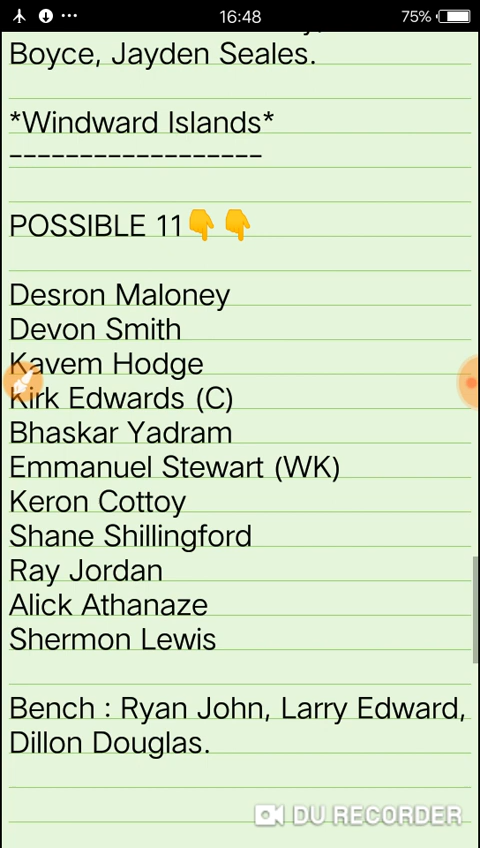 16:48
75%
Boyce, Jayden Seales.
*Windward Islands*
------------------
POSSIBLE 11👇👇
Desron Maloney
Devon Smith
Kavem Hodge
Kirk Edwards (C)
Bhaskar Yadram
Emmanuel Stewart (WK)
Keron Cottoy
Shane Shillingford
Ray Jordan
Alick Athanaze
Shermon Lewis
Bench : Ryan John, Larry Edward,
Dillon Douglas.
DU RECORDER